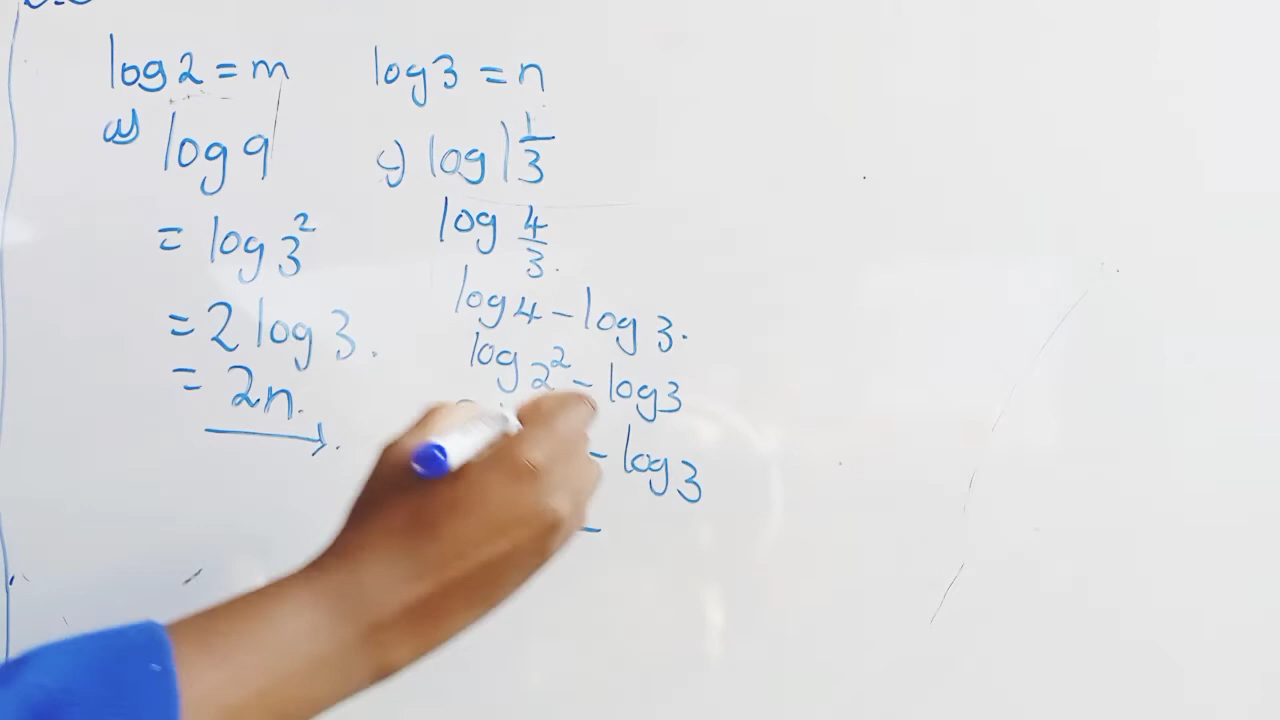 log 2 = m
log 3 = n
a) log 9
= log 3²
= 2 log 3.
= 2n.
c) log 1 1/3
log 4/3.
log 4 - log 3.
log 2² - log 3
- log 3
-